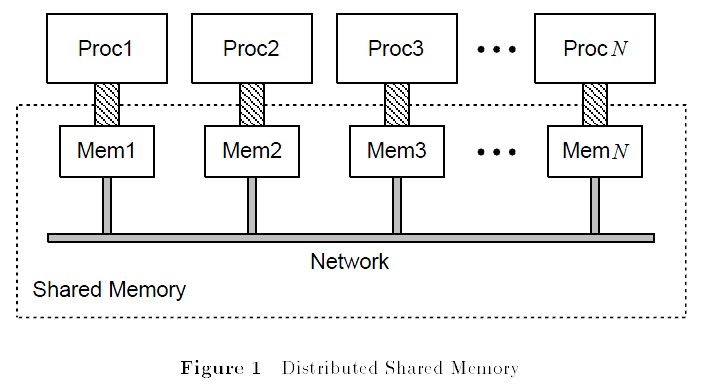 Proc1 Proc2 Proc3 ••• Proc N
Mem1 Mem2 Mem3 ••• Mem N
Network
Shared Memory
Figure 1 Distributed Shared Memory